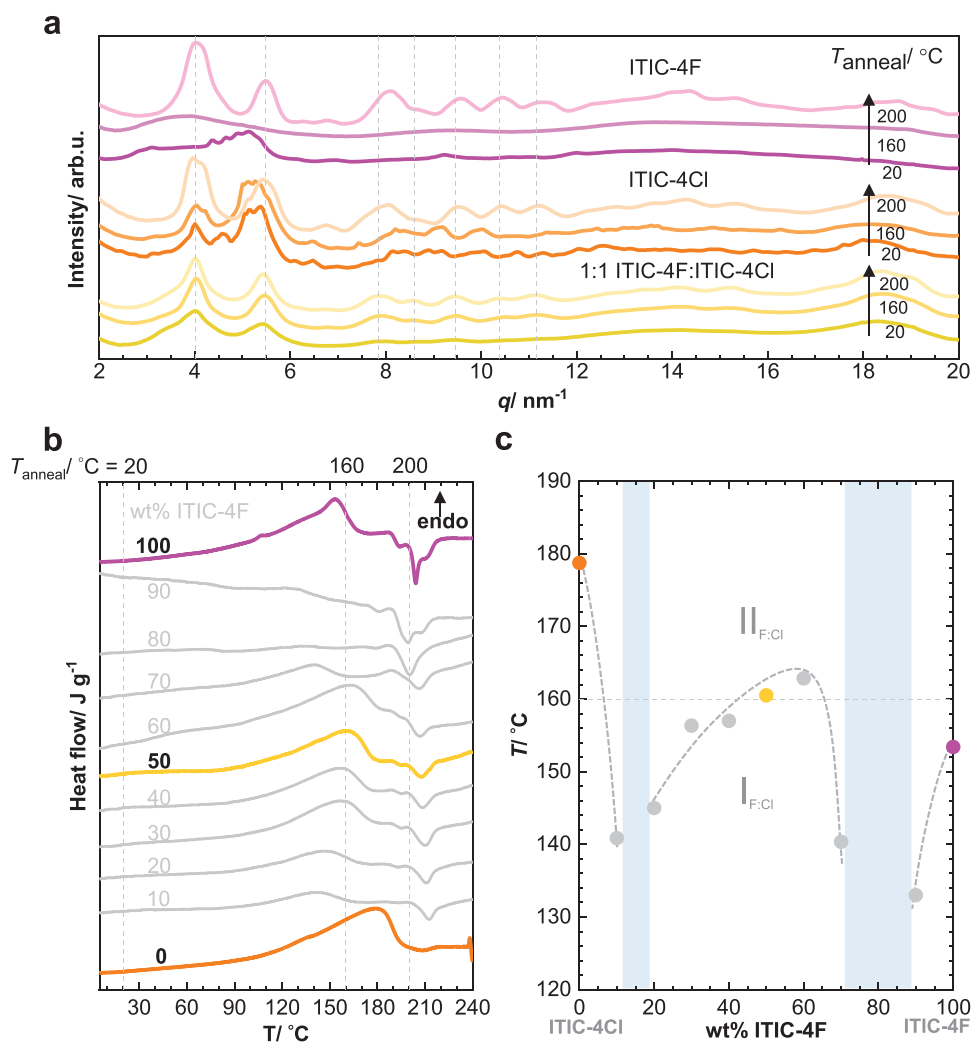 a
ITIC-4F
T_anneal/ °C
200
160
20
ITIC-4Cl
200
160
20
1:1 ITIC-4F:ITIC-4Cl
200
160
20
Intensity/ arb.u.
2 4 6 8 10 12 14 16 18 20
q/ nm⁻¹
b
T_anneal/ °C = 20 160 200
wt% ITIC-4F
endo
100
90
80
70
60
50
40
30
20
10
0
Heat flow/ J g⁻¹
30 60 90 120 150 180 210 240
T/ °C
c
190
180
170
160
150
140
130
120
T/ °C
II_F:Cl
I_F:Cl
0 20 40 60 80 100
ITIC-4Cl wt% ITIC-4F ITIC-4F